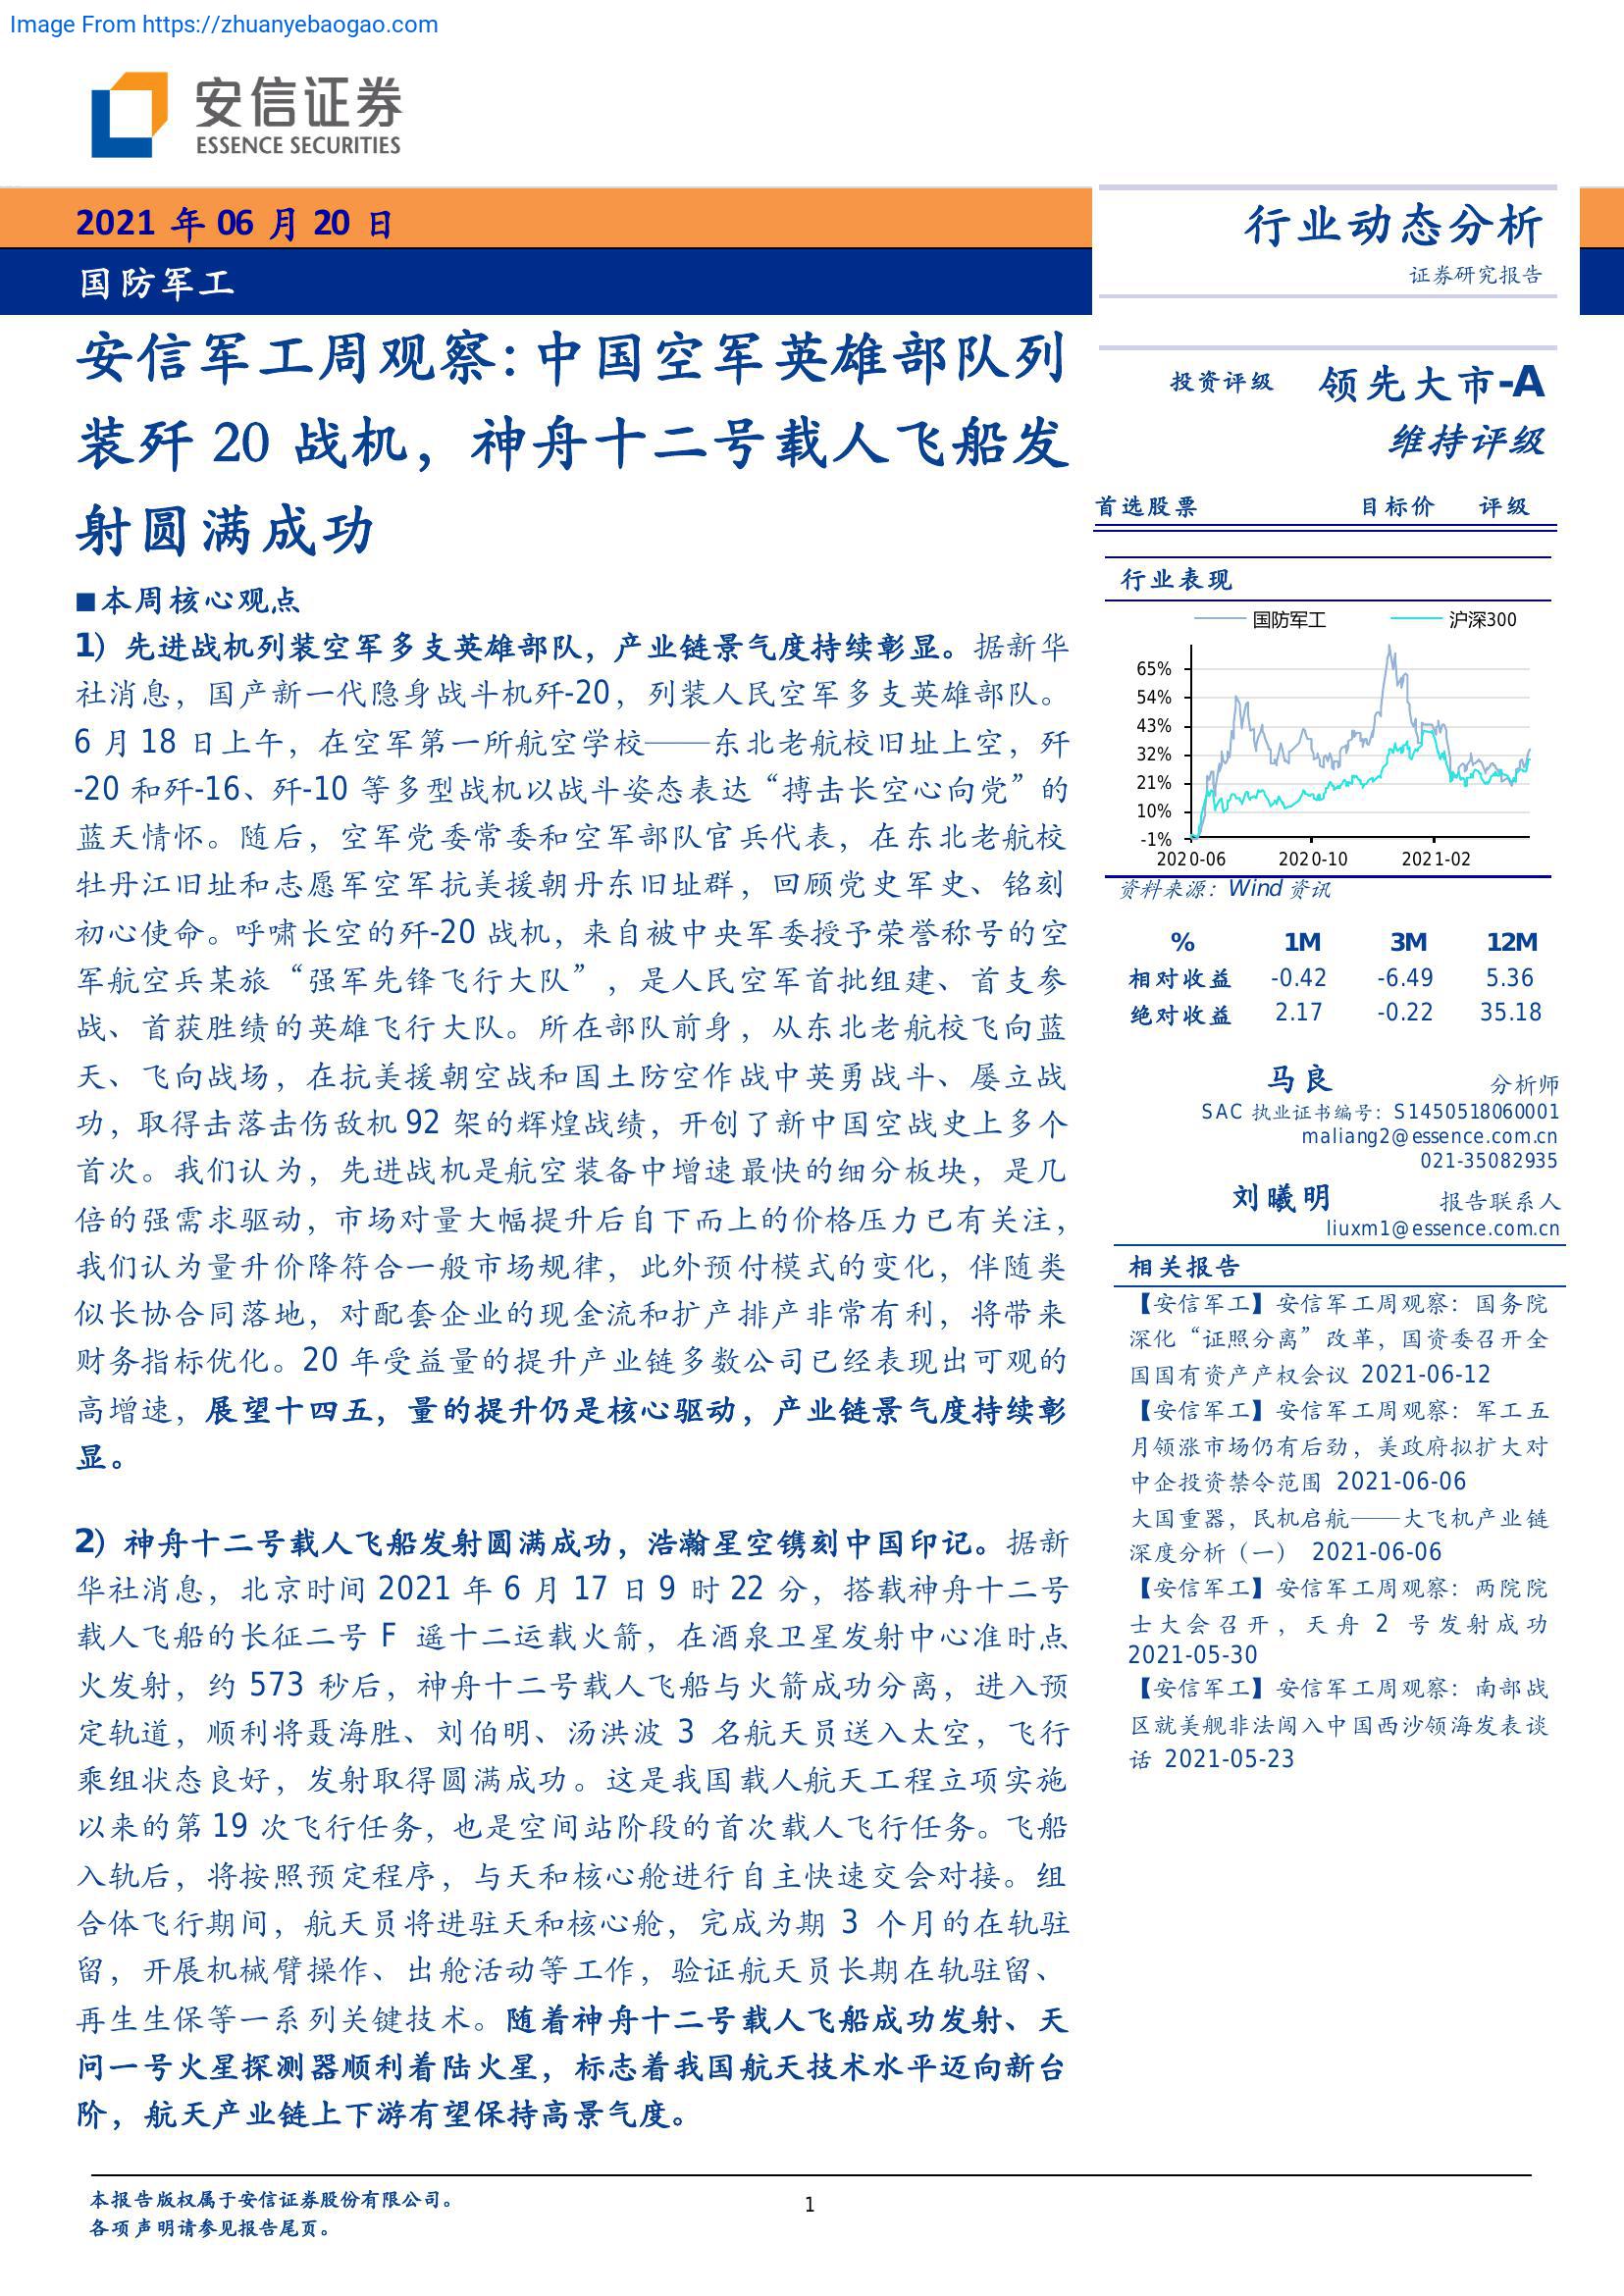 Image From https://zhuanyebaogao.com
安信证券
ESSENCE SECURITIES
2021 年 06 月 20 日
国防军工
行业动态分析
证券研究报告
安信军工周观察：中国空军英雄部队列
装歼 20 战机，神舟十二号载人飞船发
射圆满成功
■本周核心观点
1）先进战机列装空军多支英雄部队，产业链景气度持续彰显。据新华
社消息，国产新一代隐身战斗机歼-20，列装人民空军多支英雄部队。
6 月 18 日上午，在空军第一所航空学校——东北老航校旧址上空，歼
-20 和歼-16、歼-10 等多型战机以战斗姿态表达“搏击长空心向党”的
蓝天情怀。随后，空军党委常委和空军部队官兵代表，在东北老航校
牡丹江旧址和志愿军空军抗美援朝丹东旧址群，回顾党史军史、铭刻
初心使命。呼啸长空的歼-20 战机，来自被中央军委授予荣誉称号的空
军航空兵某旅“强军先锋飞行大队”，是人民空军首批组建、首支参
战、首获胜绩的英雄飞行大队。所在部队前身，从东北老航校飞向蓝
天、飞向战场，在抗美援朝空战和国土防空作战中英勇战斗、屡立战
功，取得击落击伤敌机 92 架的辉煌战绩，开创了新中国空战史上多个
首次。我们认为，先进战机是航空装备中增速最快的细分板块，是几
倍的强需求驱动，市场对量大幅提升后自下而上的价格压力已有关注，
我们认为量升价降符合一般市场规律，此外预付模式的变化，伴随类
似长协合同落地，对配套企业的现金流和扩产排产非常有利，将带来
财务指标优化。20 年受益量的提升产业链多数公司已经表现出可观的
高增速，展望十四五，量的提升仍是核心驱动，产业链景气度持续彰
显。
2）神舟十二号载人飞船发射圆满成功，浩瀚星空镌刻中国印记。据新
华社消息，北京时间 2021 年 6 月 17 日 9 时 22 分，搭载神舟十二号
载人飞船的长征二号 F 遥十二运载火箭，在酒泉卫星发射中心准时点
火发射，约 573 秒后，神舟十二号载人飞船与火箭成功分离，进入预
定轨道，顺利将聂海胜、刘伯明、汤洪波 3 名航天员送入太空，飞行
乘组状态良好，发射取得圆满成功。这是我国载人航天工程立项实施
以来的第 19 次飞行任务，也是空间站阶段的首次载人飞行任务。飞船
入轨后，将按照预定程序，与天和核心舱进行自主快速交会对接。组
合体飞行期间，航天员将进驻天和核心舱，完成为期 3 个月的在轨驻
留，开展机械臂操作、出舱活动等工作，验证航天员长期在轨驻留、
再生生保等一系列关键技术。随着神舟十二号载人飞船成功发射、天
问一号火星探测器顺利着陆火星，标志着我国航天技术水平迈向新台
阶，航天产业链上下游有望保持高景气度。
投资评级 领先大市-A
维持评级
首选股票 目标价 评级
行业表现
国防军工 沪深300
65%
54%
43%
32%
21%
10%
-1%
2020-06 2020-10 2021-02
资料来源：Wind 资讯
% 1M 3M 12M
相对收益 -0.42 -6.49 5.36
绝对收益 2.17 -0.22 35.18
马良 分析师
SAC 执业证书编号：S1450518060001
maliang2@essence.com.cn
021-35082935
刘曦明 报告联系人
liuxm1@essence.com.cn
相关报告
【安信军工】安信军工周观察：国务院
深化“证照分离”改革，国资委召开全
国国有资产产权会议 2021-06-12
【安信军工】安信军工周观察：军工五
月领涨市场仍有后劲，美政府拟扩大对
中企投资禁令范围 2021-06-06
大国重器，民机启航——大飞机产业链
深度分析（一） 2021-06-06
【安信军工】安信军工周观察：两院院
士大会召开，天舟 2 号发射成功
2021-05-30
【安信军工】安信军工周观察：南部战
区就美舰非法闯入中国西沙领海发表谈
话 2021-05-23
本报告版权属于安信证券股份有限公司。
各项声明请参见报告尾页。
1